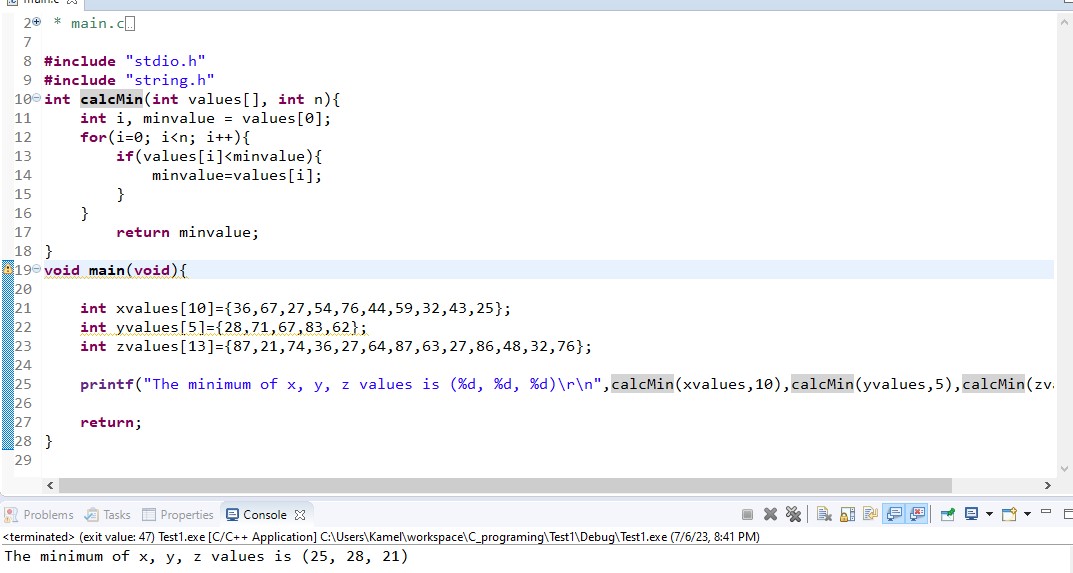 main.c
2 * main.c
7
8 #include "stdio.h"
9 #include "string.h"
10 int calcMin(int values[], int n){
11 int i, minvalue = values[0];
12 for(i=0; i<n; i++){
13 if(values[i]<minvalue){
14 minvalue=values[i];
15 }
16 }
17 return minvalue;
18 }
19 void main(void){
20
21 int xvalues[10]={36,67,27,54,76,44,59,32,43,25};
22 int yvalues[5]={28,71,67,83,62};
23 int zvalues[13]={87,21,74,36,27,64,87,63,27,86,48,32,76};
24
25 printf("The minimum of x, y, z values is (%d, %d, %d)\r\n",calcMin(xvalues,10),calcMin(yvalues,5),calcMin(zv
26
27 return;
28 }
29
Problems Tasks Properties Console
<terminated> (exit value: 47) Test1.exe [C/C++ Application] C:\Users\Kamel\workspace\C_programing\Test1\Debug\Test1.exe (7/6/23, 8:41 PM)
The minimum of x, y, z values is (25, 28, 21)